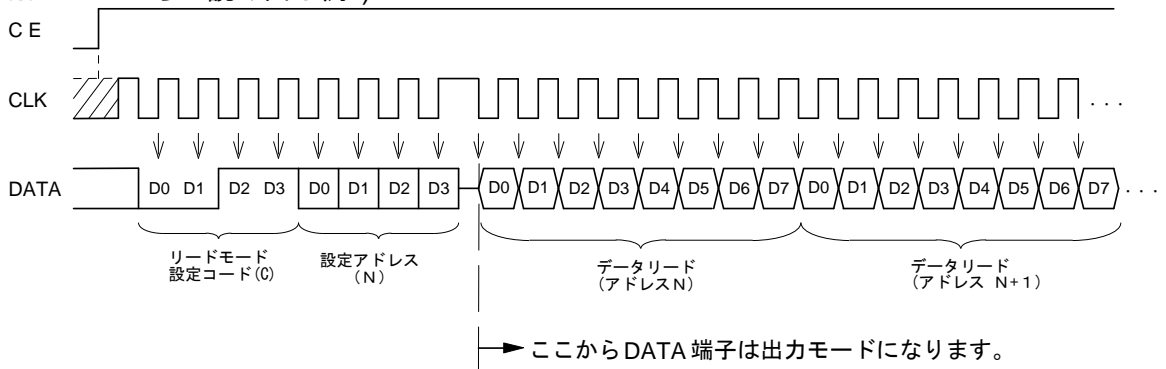 CE
CLK
...
DATA D0 D1 D2 D3 D0 D1 D2 D3 D0 D1 D2 D3 D4 D5 D6 D7 D0 D1 D2 D3 D4 D5 D6 D7 ...
リードモード
設定コード(C)
設定アドレス
(N)
データリード
(アドレスN)
データリード
(アドレス N+1)
ここからDATA端子は出力モードになります。